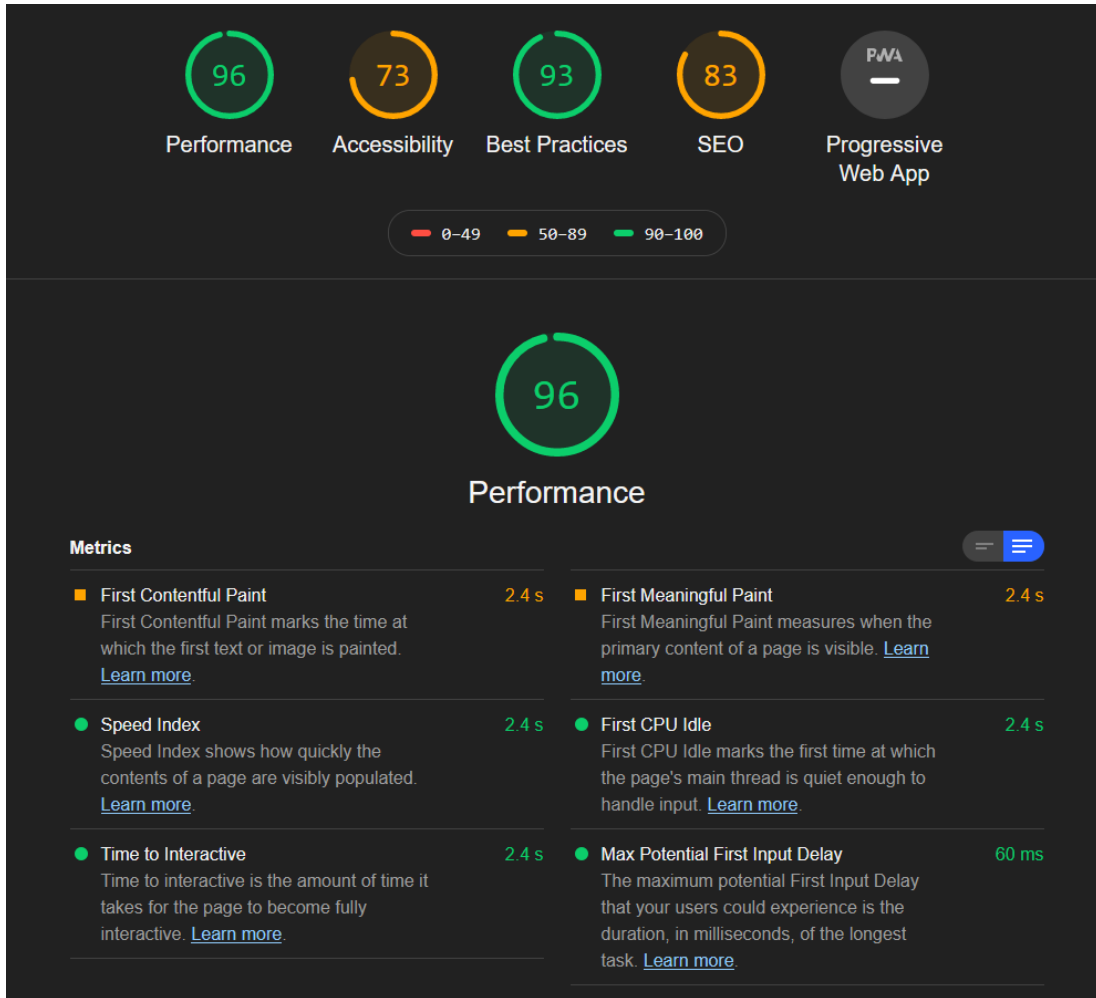 96
73
93
83
PWA
Performance
Accessibility
Best Practices
SEO
Progressive
Web App
0–49
50–89
90–100
96
Performance
Metrics
First Contentful Paint
2.4 s
First Contentful Paint marks the time at
which the first text or image is painted.
Learn more.
First Meaningful Paint
2.4 s
First Meaningful Paint measures when the
primary content of a page is visible. Learn
more.
Speed Index
2.4 s
Speed Index shows how quickly the
contents of a page are visibly populated.
Learn more.
First CPU Idle
2.4 s
First CPU Idle marks the first time at which
the page's main thread is quiet enough to
handle input. Learn more.
Time to Interactive
2.4 s
Time to interactive is the amount of time it
takes for the page to become fully
interactive. Learn more.
Max Potential First Input Delay
60 ms
The maximum potential First Input Delay
that your users could experience is the
duration, in milliseconds, of the longest
task. Learn more.